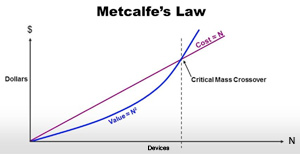 Metcalfe's Law
$
Cost = N
Dollars
Critical Mass Crossover
Value = N²
N
Devices